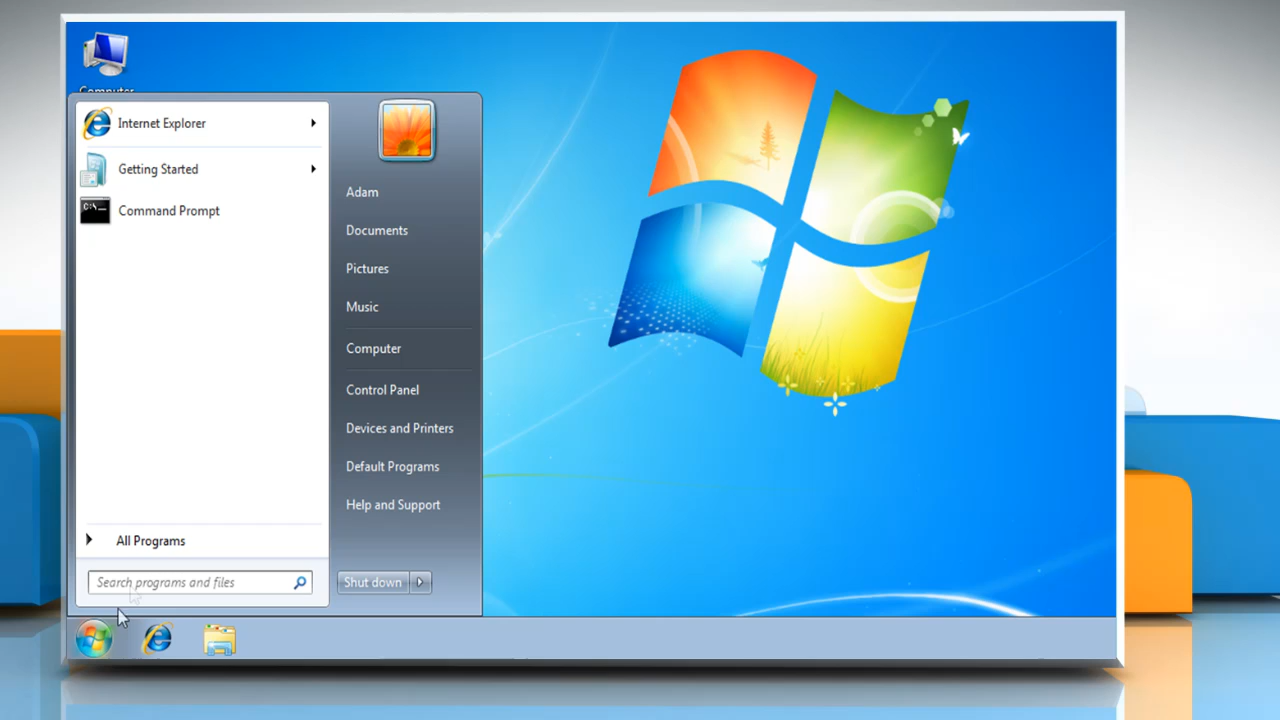 Computer
Internet Explorer
Getting Started
Command Prompt
All Programs
Search programs and files
Adam
Documents
Pictures
Music
Computer
Control Panel
Devices and Printers
Default Programs
Help and Support
Shut down